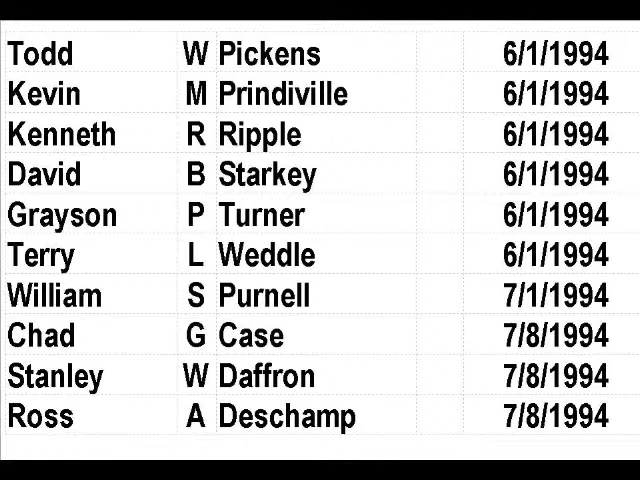 Todd W Pickens 6/1/1994
Kevin M Prindiville 6/1/1994
Kenneth R Ripple 6/1/1994
David B Starkey 6/1/1994
Grayson P Turner 6/1/1994
Terry L Weddle 6/1/1994
William S Purnell 7/1/1994
Chad G Case 7/8/1994
Stanley W Daffron 7/8/1994
Ross A Deschamp 7/8/1994